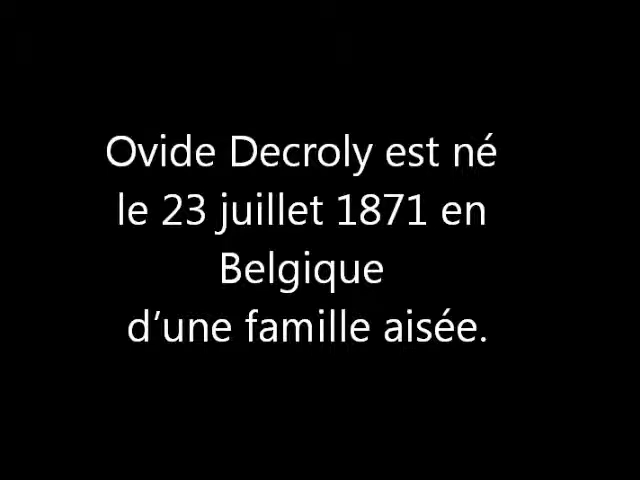 Ovide Decroly est né
le 23 juillet 1871 en
Belgique
d’une famille aisée.